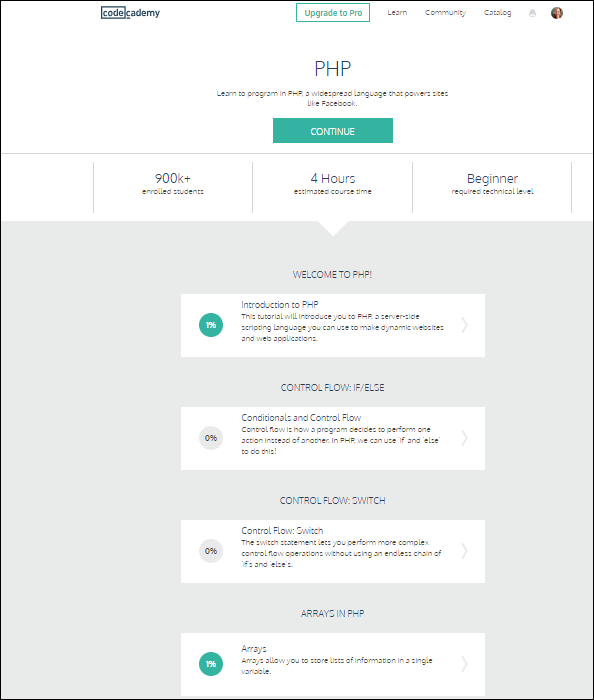 codecademy
Upgrade to Pro Learn Community Catalog
PHP
Learn to program in PHP, a widespread language that powers sites
like Facebook.
CONTINUE
900k+
enrolled students
4 Hours
estimated course time
Beginner
required technical level
WELCOME TO PHP!
1%
Introduction to PHP
This tutorial will introduce you to PHP, a server-side
scripting language you can use to make dynamic websites
and web applications.
CONTROL FLOW: IF/ELSE
0%
Conditionals and Control Flow
Control flow is how a program decides to perform one
action instead of another. In PHP, we can use `if` and `else`
to do this!
CONTROL FLOW: SWITCH
0%
Control Flow: Switch
The switch statement lets you perform more complex
control flow operations without using an endless chain of
`if`s and `else`s.
ARRAYS IN PHP
1%
Arrays
Arrays allow you to store lists of information in a single
variable.